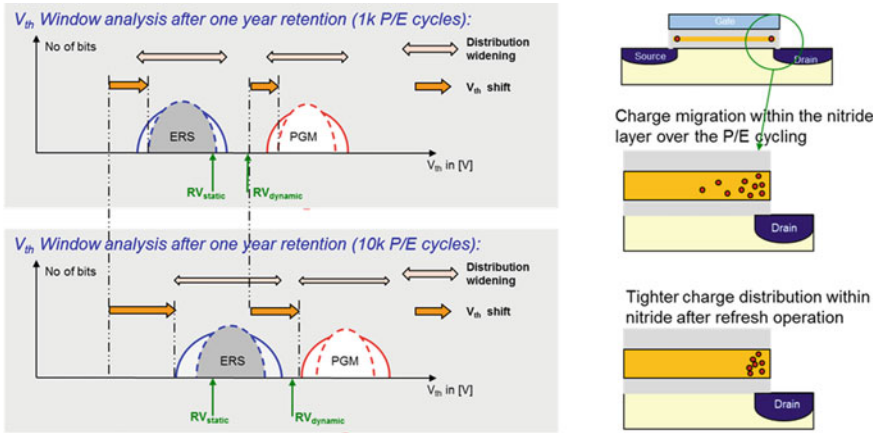 Vth Window analysis after one year retention (1k P/E cycles):
No of bits
Distribution
widening
Vth shift
ERS
PGM
Vth in [V]
RVstatic
RVdynamic
Vth Window analysis after one year retention (10k P/E cycles):
No of bits
Distribution
widening
Vth shift
ERS
PGM
Vth in [V]
RVstatic
RVdynamic
Gate
Source
Drain
Charge migration within the nitride
layer over the P/E cycling
Drain
Tighter charge distribution within
nitride after refresh operation
Drain